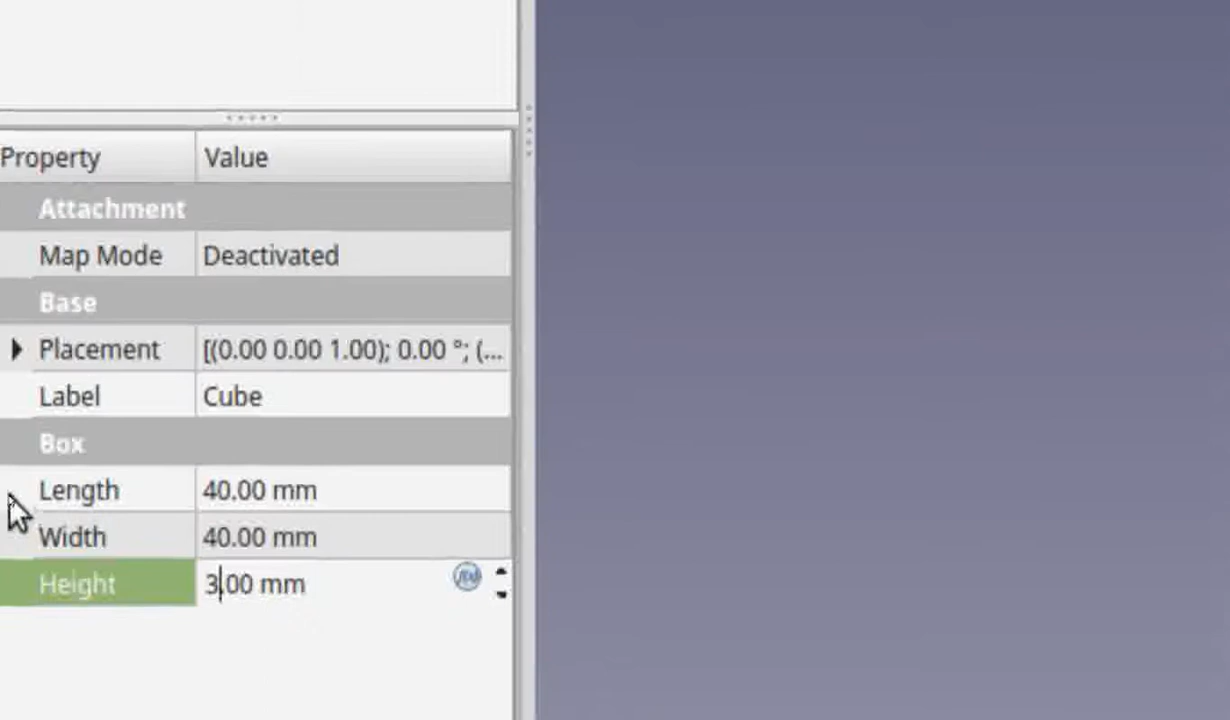 Property Value
Attachment
Map Mode Deactivated
Base
Placement [(0.00 0.00 1.00); 0.00 °; (...
Label Cube
Box
Length 40.00 mm
Width 40.00 mm
Height 3.00 mm